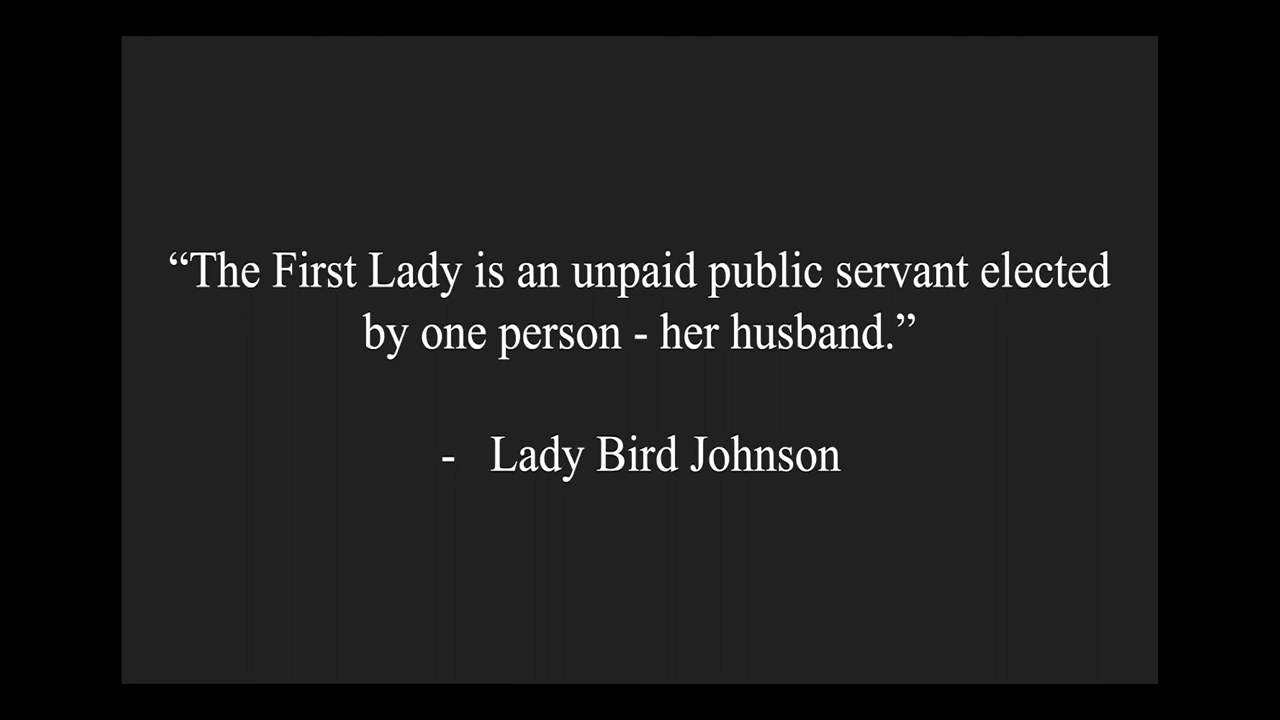 “The First Lady is an unpaid public servant elected
by one person - her husband.”
- Lady Bird Johnson